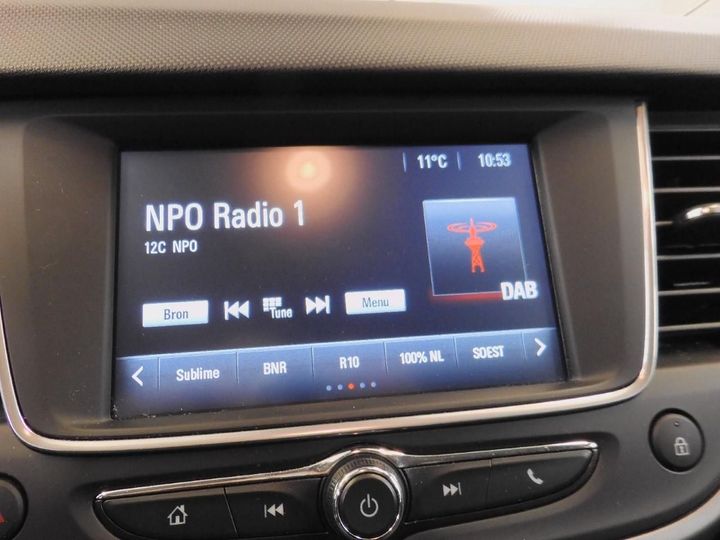 11°C 10:53
NPO Radio 1
12C NPO
DAB
Bron Tune Menu
Sublime BNR R10 100% NL SOEST